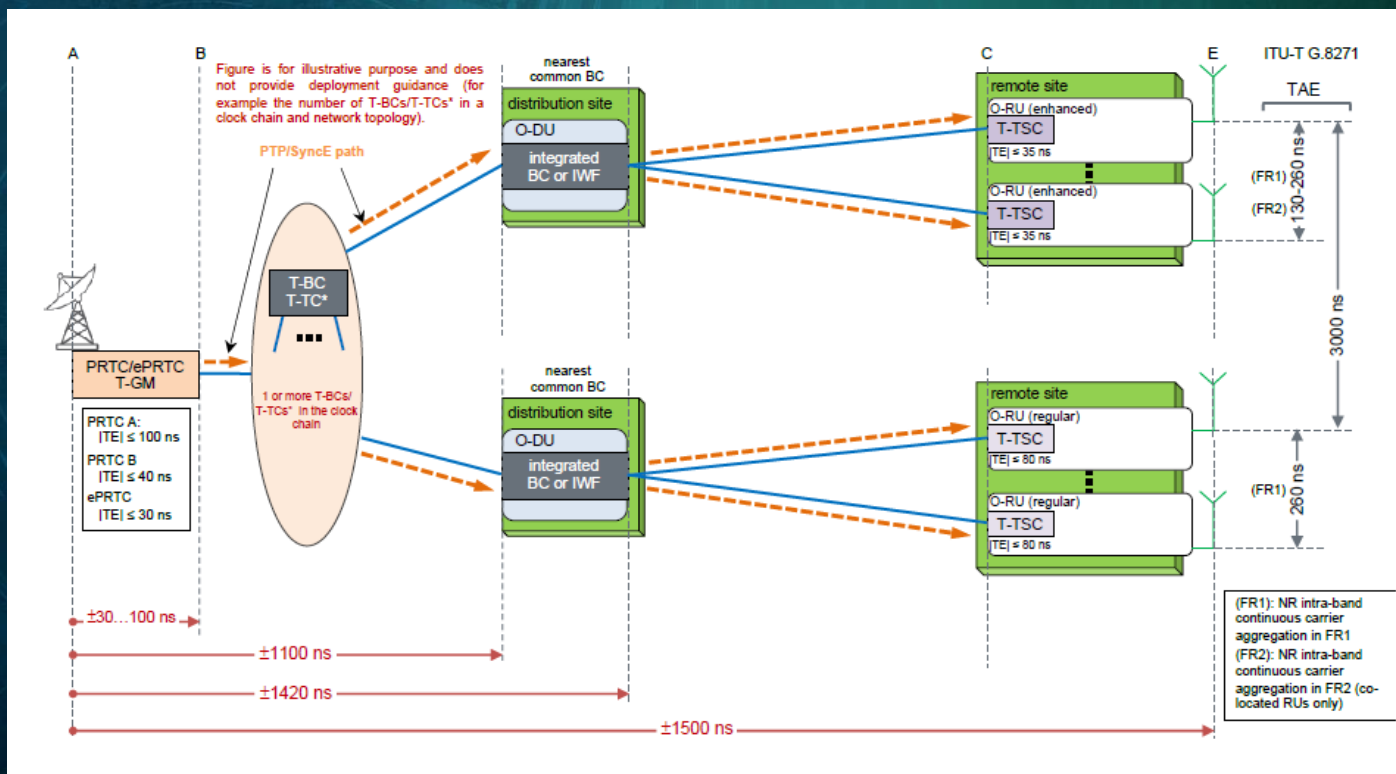 A
B
Figure is for illustrative purpose and does
not provide deployment guidance (for
example the number of T-BCs/T-TCs* in a
clock chain and network topology).
PTP/SyncE path
nearest
common BC
distribution site
O-DU
integrated
BC or IWF
C
E
ITU-T G.8271
TAE
remote site
O-RU (enhanced)
T-TSC
|TE| ≤ 35 ns
O-RU (enhanced)
T-TSC
|TE| ≤ 35 ns
(FR1)
(FR2)
130-260 ns
3000 ns
T-BC
T-TC*
1 or more T-BCs/
T-TCs* in the clock
chain
PRTC/ePRTC
T-GM
PRTC A:
|TE| ≤ 100 ns
PRTC B
|TE| ≤ 40 ns
ePRTC
|TE| ≤ 30 ns
nearest
common BC
distribution site
O-DU
integrated
BC or IWF
remote site
O-RU (regular)
T-TSC
|TE| ≤ 80 ns
O-RU (regular)
T-TSC
|TE| ≤ 80 ns
(FR1)
260 ns
±30...100 ns
±1100 ns
±1420 ns
±1500 ns
(FR1): NR intra-band
continuous carrier
aggregation in FR1
(FR2): NR intra-band
continuous carrier
aggregation in FR2 (co-
located RUs only)